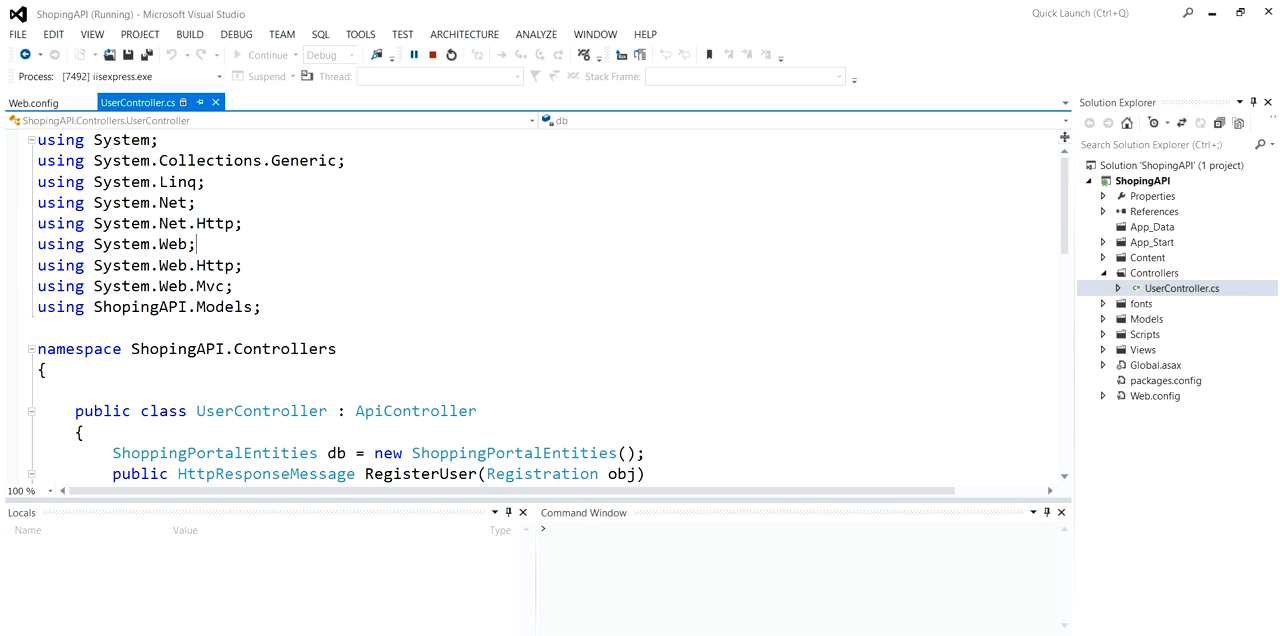 ShopingAPI (Running) - Microsoft Visual Studio
Quick Launch (Ctrl+Q)
FILE EDIT VIEW PROJECT BUILD DEBUG TEAM SQL TOOLS TEST ARCHITECTURE ANALYZE WINDOW HELP
Continue Debug
Process: [7492] iisexpress.exe Suspend Thread: Stack Frame:
Web.config UserController.cs
ShopingAPI.Controllers.UserController db
using System;
using System.Collections.Generic;
using System.Linq;
using System.Net;
using System.Net.Http;
using System.Web;
using System.Web.Http;
using System.Web.Mvc;
using ShopingAPI.Models;
namespace ShopingAPI.Controllers
{
public class UserController : ApiController
{
ShoppingPortalEntities db = new ShoppingPortalEntities();
public HttpResponseMessage RegisterUser(Registration obj)
100 %
Solution Explorer
Search Solution Explorer (Ctrl+;)
Solution 'ShopingAPI' (1 project)
ShopingAPI
Properties
References
App_Data
App_Start
Content
Controllers
UserController.cs
fonts
Models
Scripts
Views
Global.asax
packages.config
Web.config
Locals
Name Value Type
Command Window
>